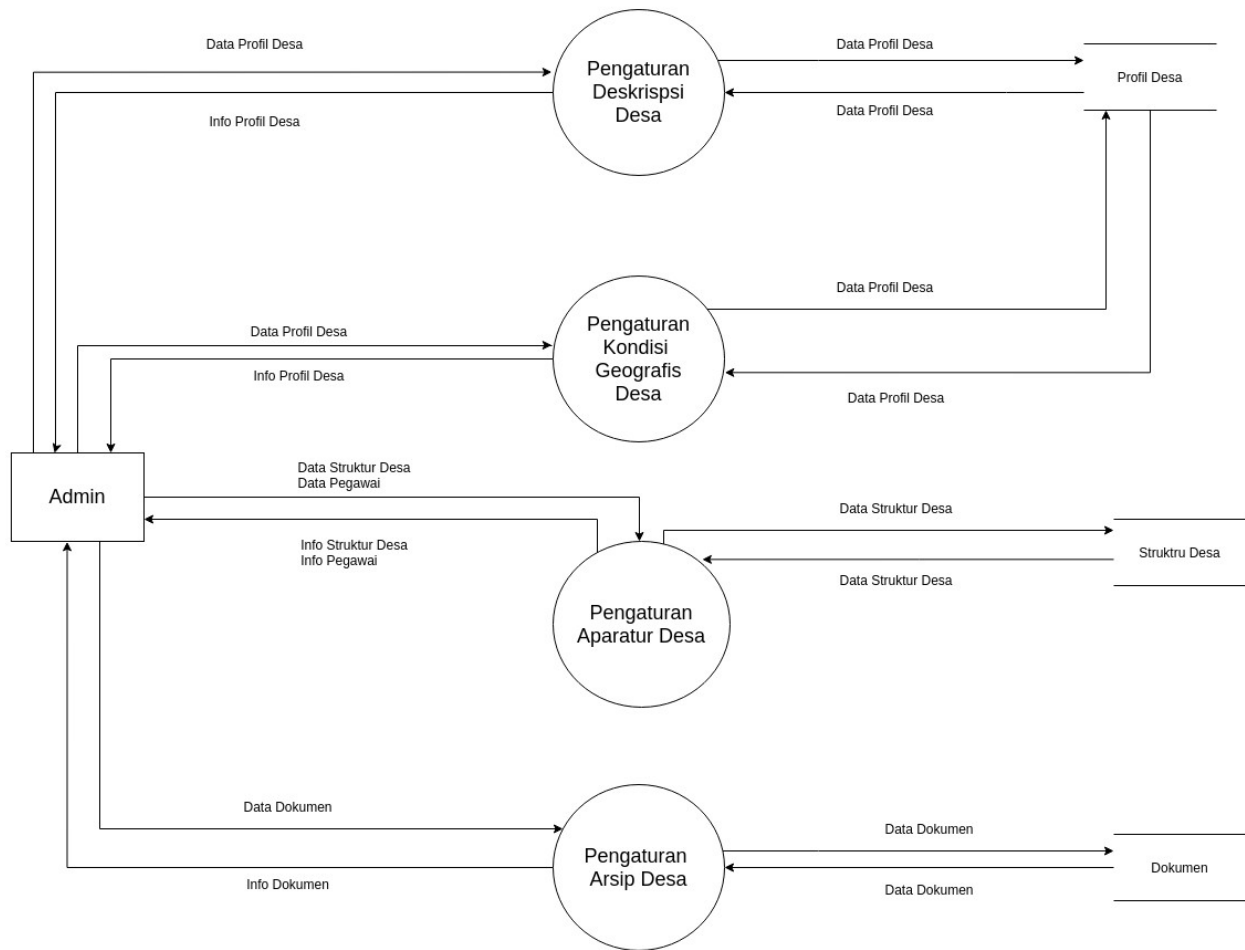 Data Profil Desa
Info Profil Desa
Pengaturan
Deskrispsi
Desa
Data Profil Desa
Data Profil Desa
Profil Desa
Data Profil Desa
Info Profil Desa
Pengaturan
Kondisi
Geografis
Desa
Data Profil Desa
Data Profil Desa
Admin
Data Struktur Desa
Data Pegawai
Info Struktur Desa
Info Pegawai
Pengaturan
Aparatur Desa
Data Struktur Desa
Data Struktur Desa
Struktru Desa
Data Dokumen
Info Dokumen
Pengaturan
Arsip Desa
Data Dokumen
Data Dokumen
Dokumen